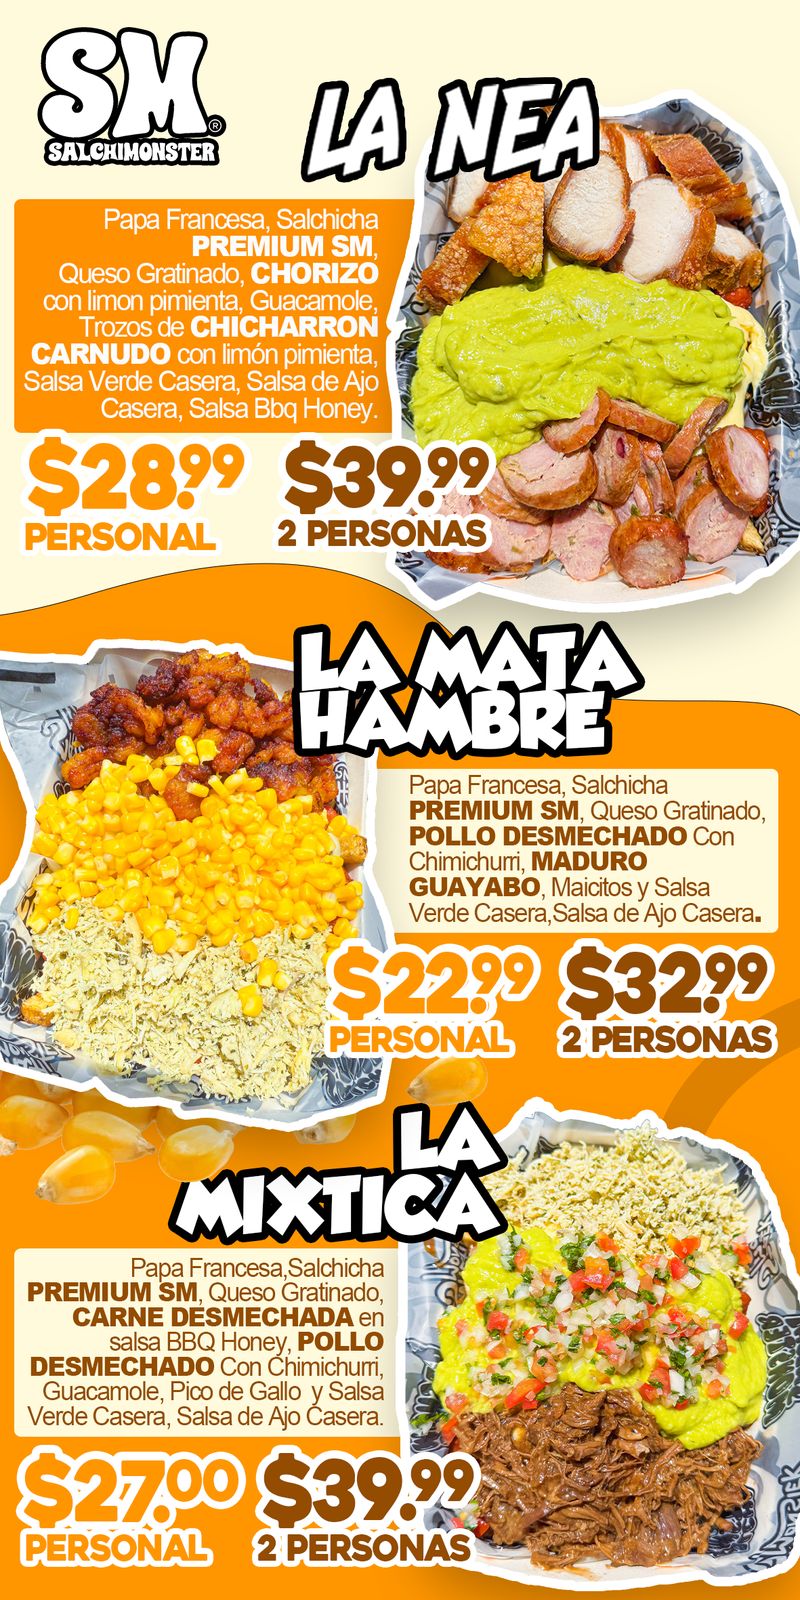 SM®
SALCHIMONSTER
LA NEA
Papa Francesa, Salchicha
PREMIUM SM,
Queso Gratinado, CHORIZO
con limon pimienta, Guacamole,
Trozos de CHICHARRON
CARNUDO con limón pimienta,
Salsa Verde Casera, Salsa de Ajo
Casera, Salsa Bbq Honey.
$28.99 $39.99
PERSONAL 2 PERSONAS
LA MATA
HAMBRE
Papa Francesa, Salchicha
PREMIUM SM, Queso Gratinado,
POLLO DESMECHADO Con
Chimichurri, MADURO
GUAYABO, Maicitos y Salsa
Verde Casera,Salsa de Ajo Casera.
$22.99 $32.99
PERSONAL 2 PERSONAS
LA
MIXTICA
Papa Francesa,Salchicha
PREMIUM SM, Queso Gratinado,
CARNE DESMECHADA en
salsa BBQ Honey, POLLO
DESMECHADO Con Chimichurri,
Guacamole, Pico de Gallo y Salsa
Verde Casera, Salsa de Ajo Casera.
$27.00 $39.99
PERSONAL 2 PERSONAS